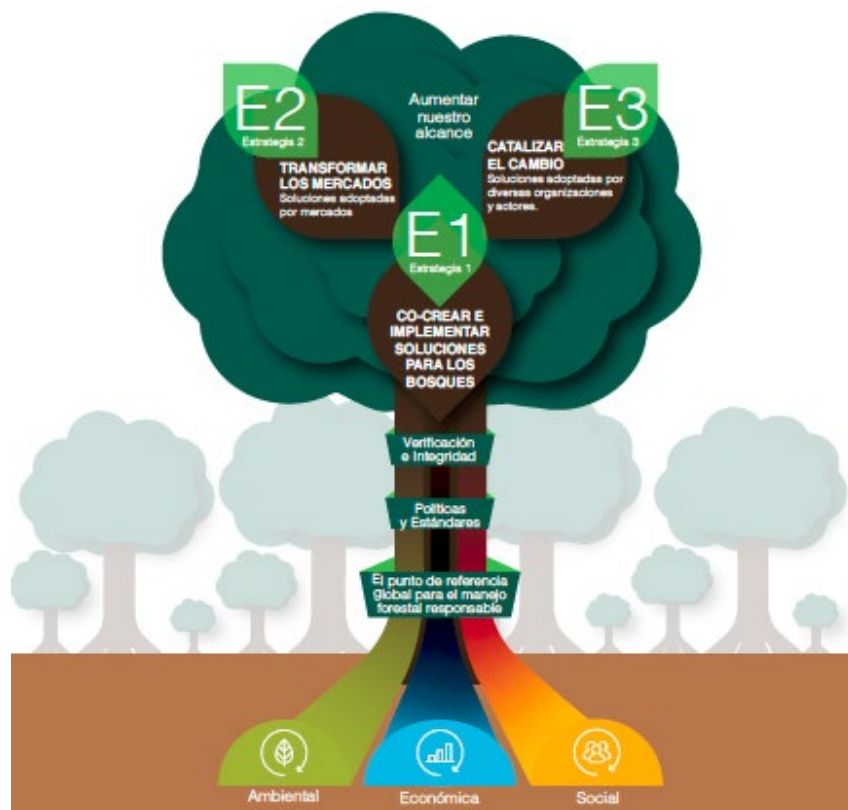 E2
Estrategia 2
TRANSFORMAR
LOS MERCADOS
Soluciones adoptadas
por mercados
Aumentar
nuestro
alcance
E3
Estrategia 3
CATALIZAR
EL CAMBIO
Soluciones adoptadas por
diversas organizaciones
y actores.
E1
Estrategia 1
CO-CREAR E
IMPLEMENTAR
SOLUCIONES
PARA LOS
BOSQUES
Verificación
e Integridad
Políticas
y Estándares
El punto de referencia
global para el manejo
forestal responsable
Ambiental
Económica
Social